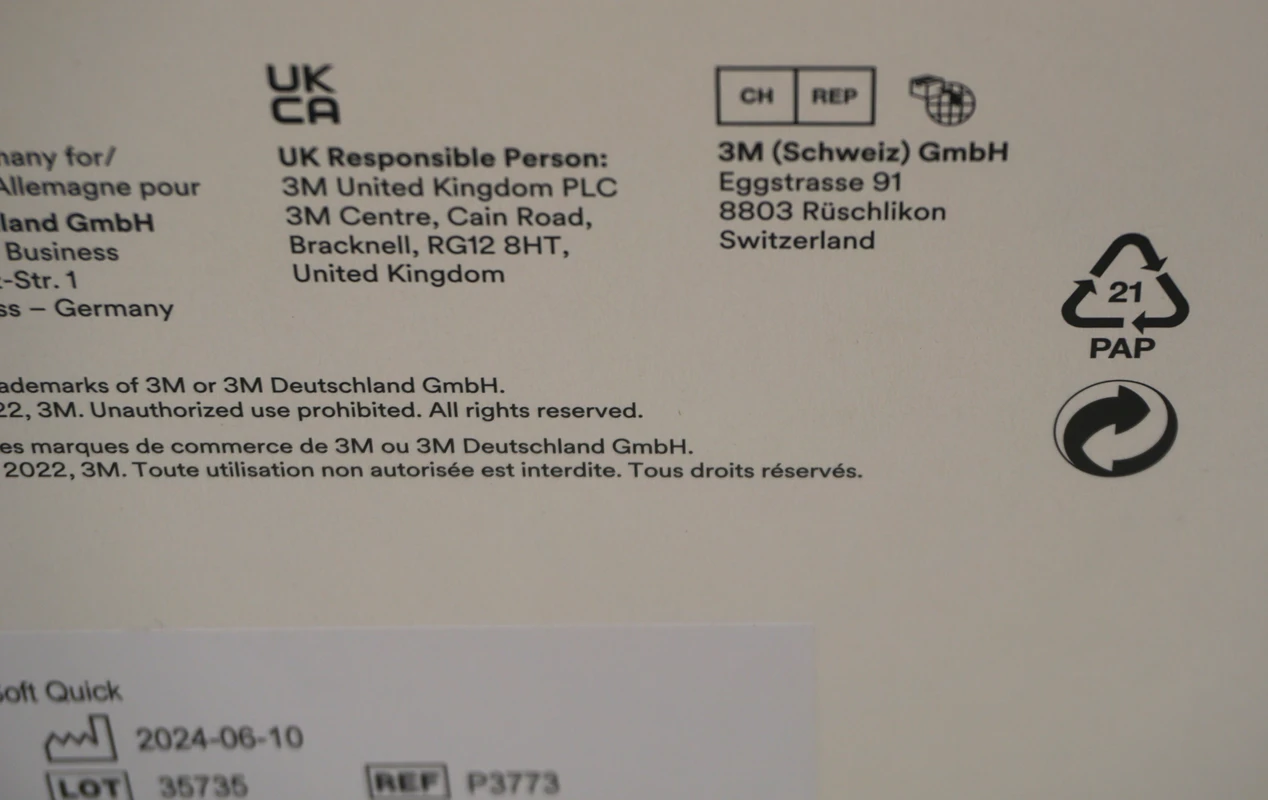 UK
CA
many for/
Allemagne pour
land GmbH
Business
-Str. 1
ss – Germany
UK Responsible Person:
3M United Kingdom PLC
3M Centre, Cain Road,
Bracknell, RG12 8HT,
United Kingdom
CH REP
3M (Schweiz) GmbH
Eggstrasse 91
8803 Rüschlikon
Switzerland
21
PAP
ademarks of 3M or 3M Deutschland GmbH.
22, 3M. Unauthorized use prohibited. All rights reserved.
es marques de commerce de 3M ou 3M Deutschland GmbH.
2022, 3M. Toute utilisation non autorisée est interdite. Tous droits réservés.
Soft Quick
2024-06-10
LOT 35735
REF P3773